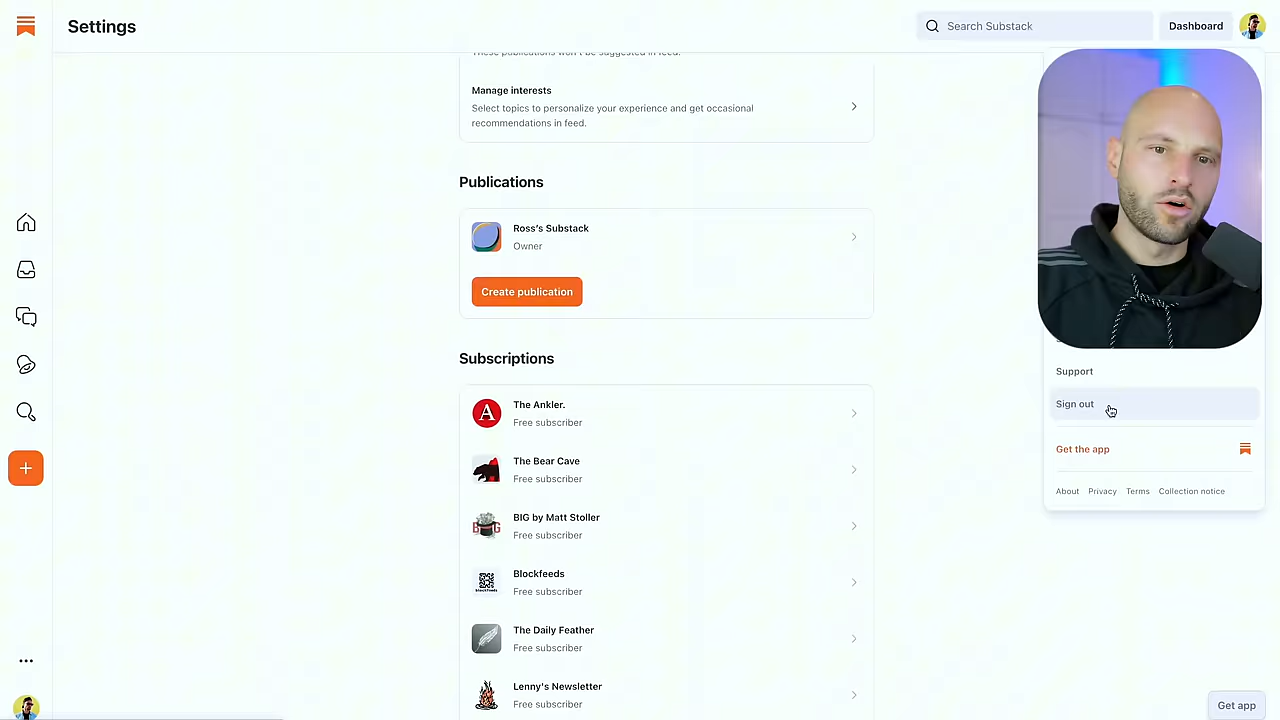 Settings
Search Substack
Dashboard
These publications won't be suggested in feed.
Manage interests
Select topics to personalize your experience and get occasional
recommendations in feed.
Publications
Ross's Substack
Owner
Create publication
Subscriptions
The Ankler.
Free subscriber
The Bear Cave
Free subscriber
BIG by Matt Stoller
Free subscriber
Blockfeeds
Free subscriber
The Daily Feather
Free subscriber
Lenny's Newsletter
Free subscriber
Support
Sign out
Get the app
About Privacy Terms Collection notice
Get app